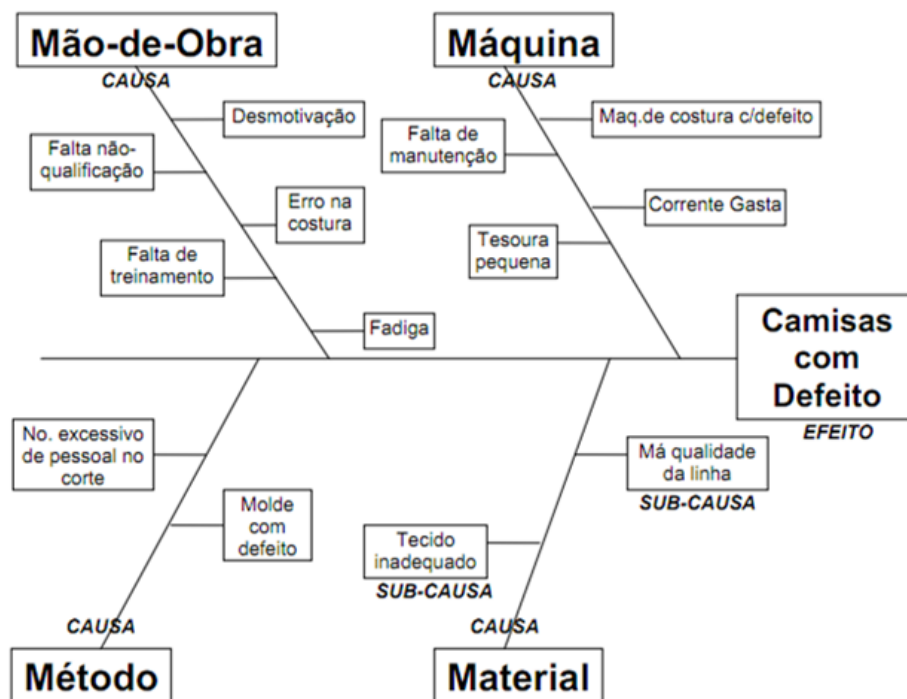 Mão-de-Obra
CAUSA
Desmotivação
Falta não-
qualificação
Erro na
costura
Falta de
treinamento
Fadiga
Máquina
CAUSA
Maq.de costura c/defeito
Falta de
manutenção
Corrente Gasta
Tesoura
pequena
Camisas
com
Defeito
EFEITO
No. excessivo
de pessoal no
corte
Molde
com
defeito
CAUSA
Método
Má qualidade
da linha
SUB-CAUSA
Tecido
inadequado
SUB-CAUSA
CAUSA
Material